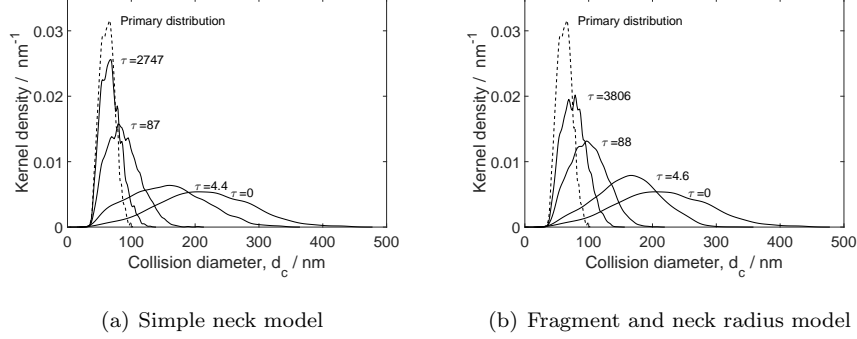 Primary distribution
τ=2747
τ=87
τ=4.4
τ=0
0
0.01
0.02
0.03
Kernel density / nm-1
0 100 200 300 400 500
Collision diameter, d_c / nm
(a) Simple neck model
Primary distribution
τ=3806
τ=88
τ=4.6
τ=0
0
0.01
0.02
0.03
Kernel density / nm-1
0 100 200 300 400 500
Collision diameter, d_c / nm
(b) Fragment and neck radius model